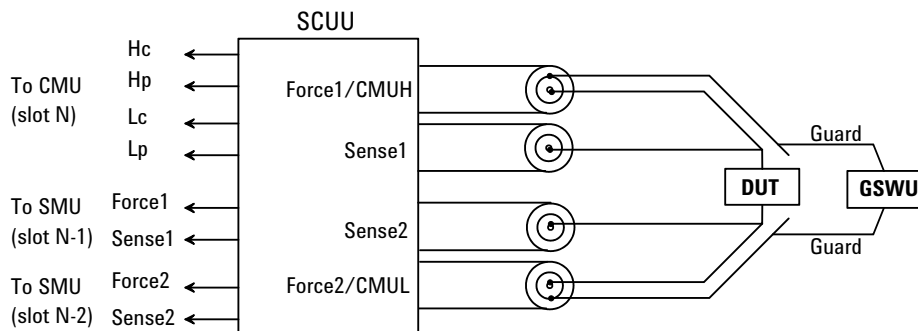 SCUU
Hc
Hp
To CMU
(slot N)
Lc
Lp
To SMU
(slot N-1)
Force1
Sense1
To SMU
(slot N-2)
Force2
Sense2
Force1/CMUH
Sense1
Sense2
Force2/CMUL
Guard
DUT
GSWU
Guard